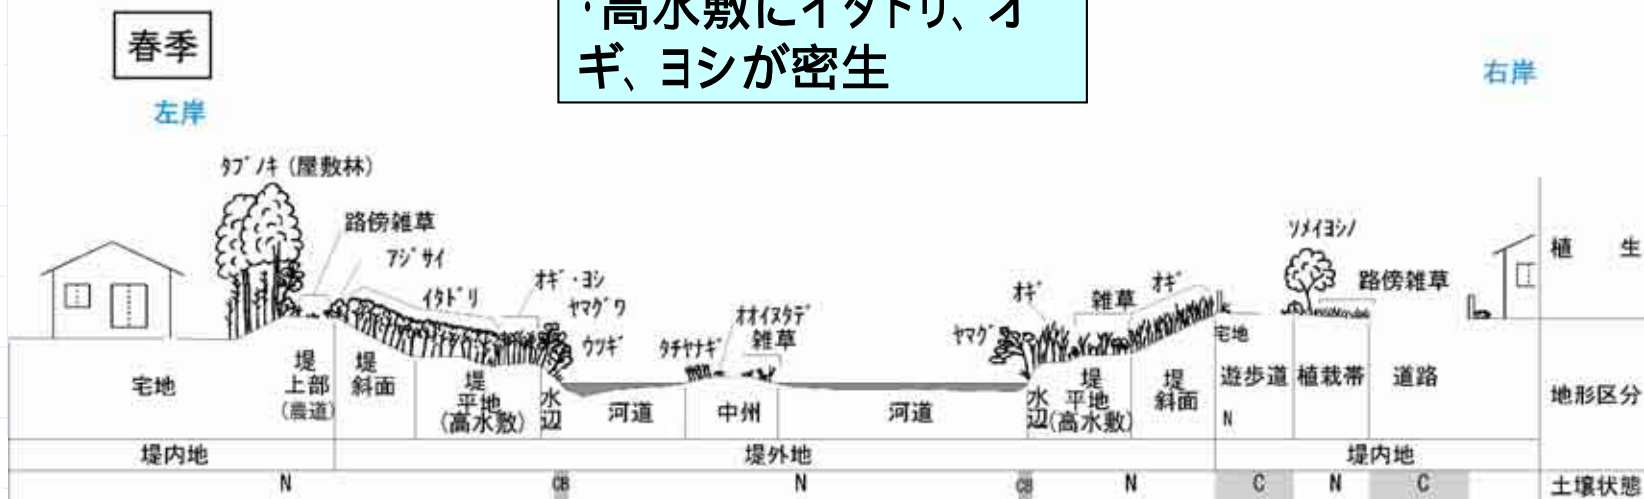 ・高水敷にイタドリ、オ
ギ、ヨシが密生
春季
左岸
右岸
ﾀﾌﾞﾉｷ（屋敷林）
路傍雑草
ｱｼﾞｻｲ
ｲﾀﾄﾞﾘ
ｵｷﾞ・ﾖｼ
ﾔﾏｸﾞﾜ
ｳﾂｷﾞ
ﾀﾁﾔﾅｷﾞ
ｵｵｲﾇﾀﾃﾞ
雑草
ﾔﾏｸﾞ
ｵｷﾞ
雑草
ｵｷﾞ
ｿﾒｲﾖｼﾉ
路傍雑草
植　生
宅地
堤
上部
(農道)
堤
斜面
堤
平地
(高水敷)
水
辺
河道
中州
河道
水
辺
堤
平地
(高水敷)
堤
斜面
宅地
遊歩道
N
植栽帯
道路
地形区分
堤内地
堤外地
堤内地
N
CB
N
CB
N
C
N
C
土壌状態